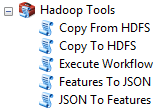 Hadoop Tools
Copy From HDFS
Copy To HDFS
Execute Workflow
Features To JSON
JSON To Features